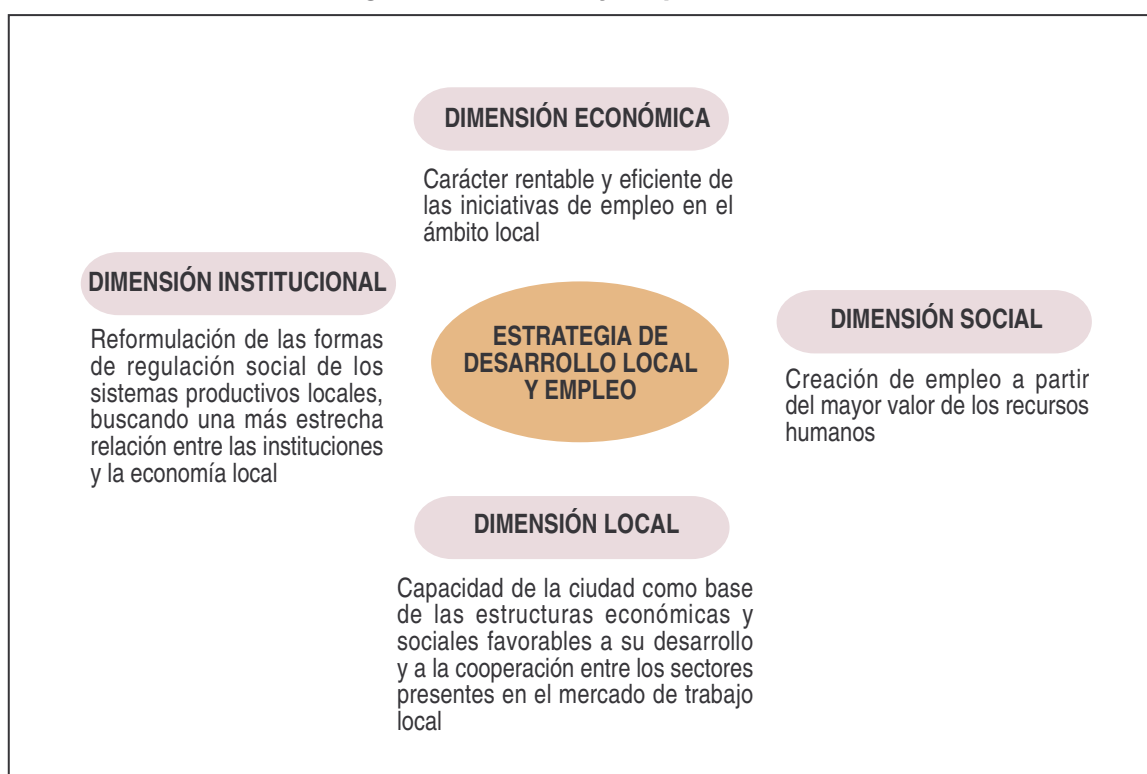 DIMENSIÓN ECONÓMICA
Carácter rentable y eficiente de
las iniciativas de empleo en el
ámbito local
DIMENSIÓN INSTITUCIONAL
Reformulación de las formas
de regulación social de los
sistemas productivos locales,
buscando una más estrecha
relación entre las instituciones
y la economía local
ESTRATEGIA DE
DESARROLLO LOCAL
Y EMPLEO
DIMENSIÓN SOCIAL
Creación de empleo a partir
del mayor valor de los recursos
humanos
DIMENSIÓN LOCAL
Capacidad de la ciudad como base
de las estructuras económicas y
sociales favorables a su desarrollo
y a la cooperación entre los sectores
presentes en el mercado de trabajo
local